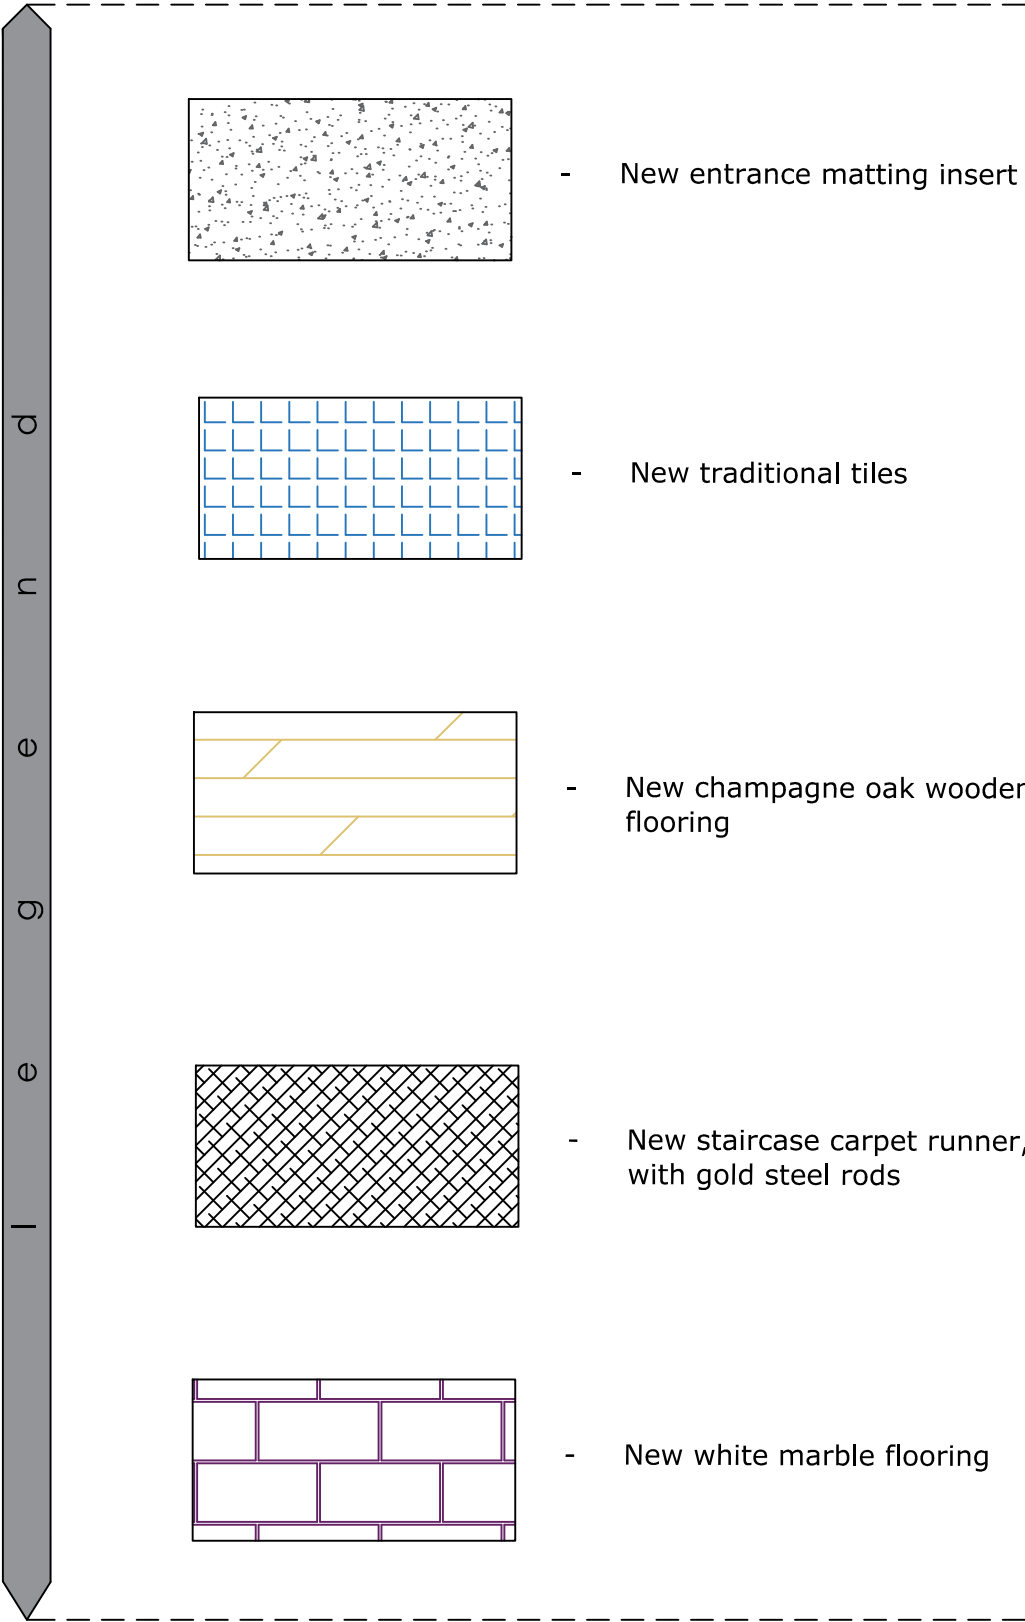 legend
- New entrance matting insert
- New traditional tiles
- New champagne oak wooden
flooring
- New staircase carpet runner,
with gold steel rods
- New white marble flooring